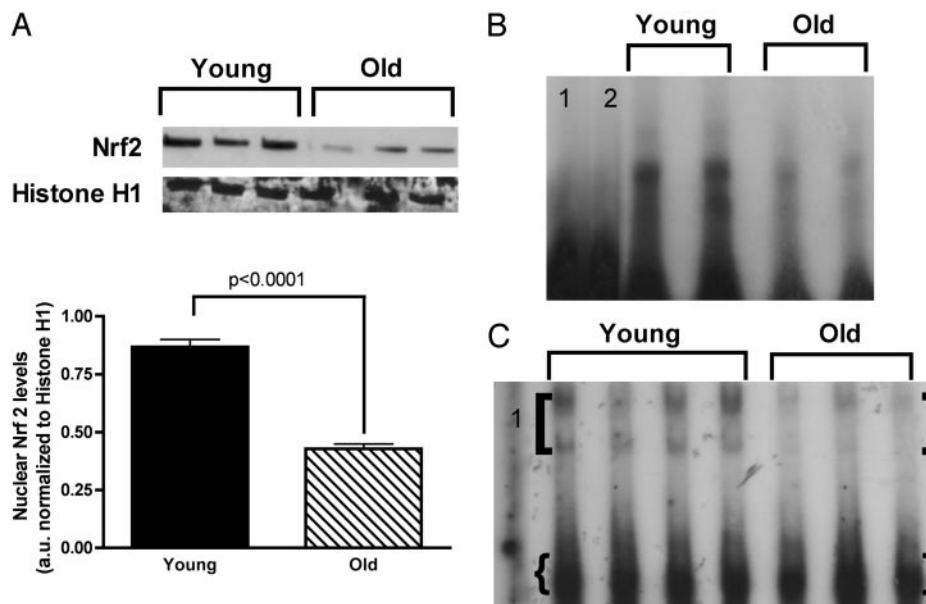 A
Young Old
Nrf2
Histone H1
p<0.0001
Nuclear Nrf 2 levels
(a.u. normalized to Histone H1)
1.00
0.75
0.50
0.25
0.00
Young Old
B
Young Old
1 2
C
Young Old
1